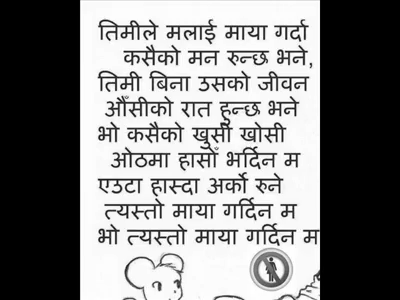 तिमीले मलाई माया गर्दा
कसैको मन रुन्छ भने,
तिमी बिना उसको जीवन
औँसीको रात हुन्छ भने
भो कसैको खुसी खोसी
ओठमा हासोँ भर्दिन म
एउटा हास्दा अर्को रुने
त्यस्तो माया गर्दिन म
भो त्यस्तो माया गर्दिन म